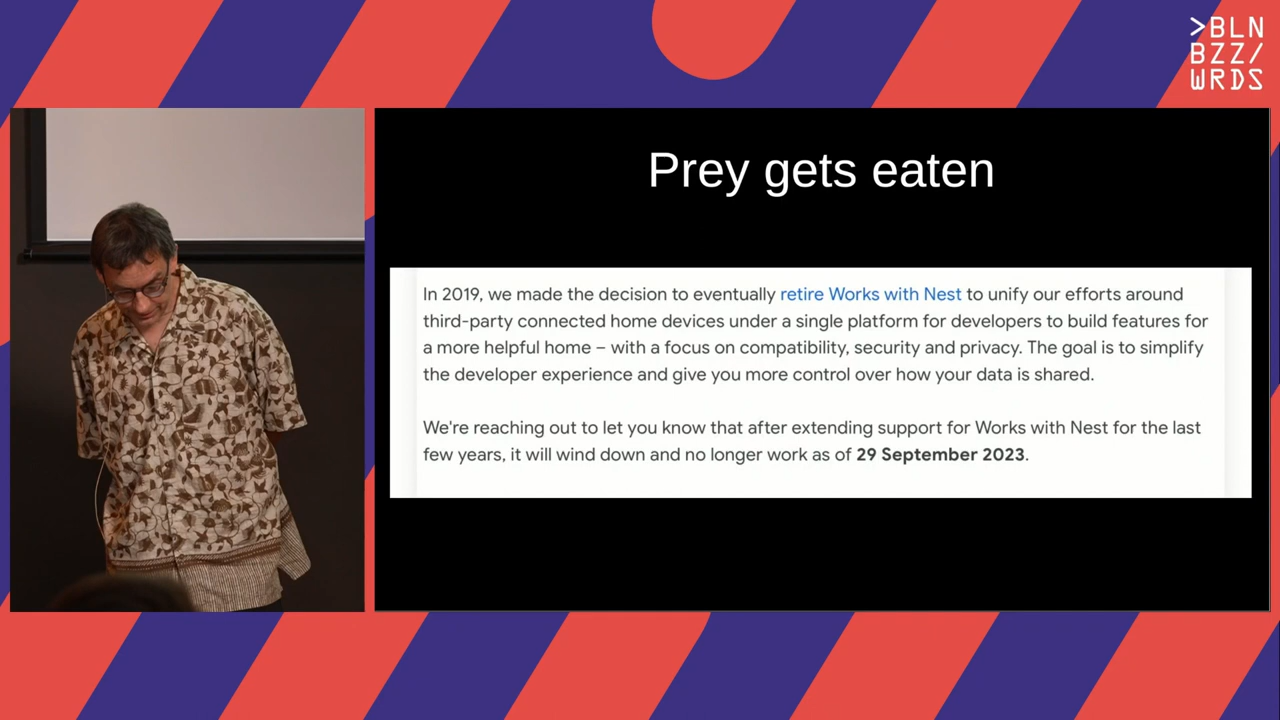 >BLN
BZZ/
WRDS
Prey gets eaten
In 2019, we made the decision to eventually retire Works with Nest to unify our efforts around
third-party connected home devices under a single platform for developers to build features for
a more helpful home – with a focus on compatibility, security and privacy. The goal is to simplify
the developer experience and give you more control over how your data is shared.
We're reaching out to let you know that after extending support for Works with Nest for the last
few years, it will wind down and no longer work as of 29 September 2023.